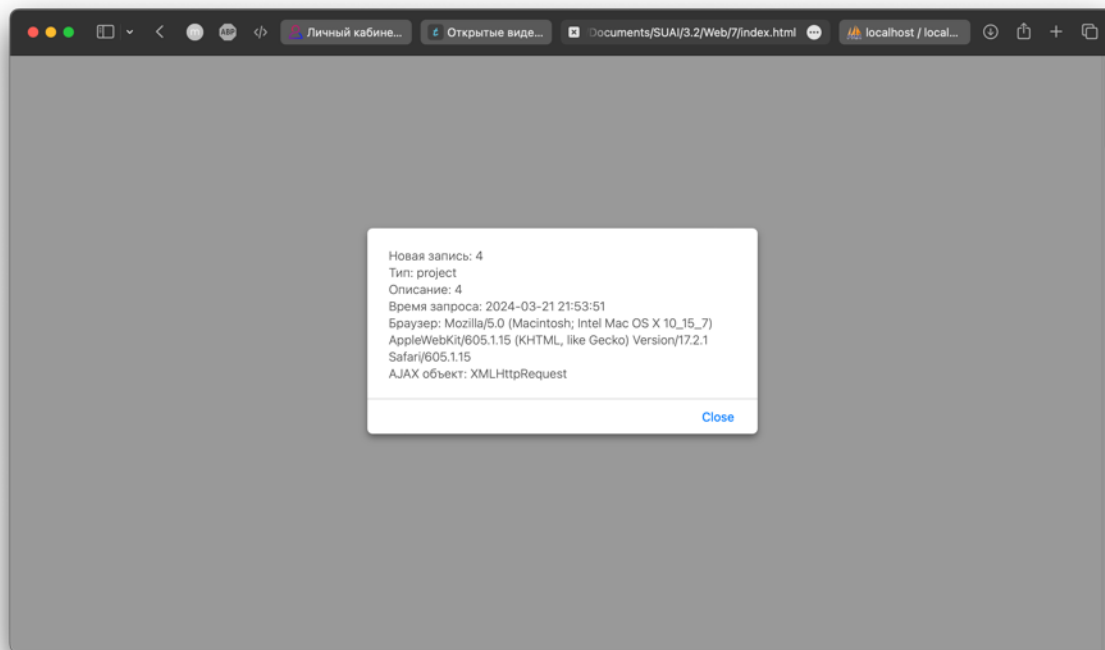 Личный кабине...
Открытые виде...
Documents/SUAI/3.2/Web/7/index.html
localhost / local...
ABP
Новая запись: 4
Тип: project
Описание: 4
Время запроса: 2024-03-21 21:53:51
Браузер: Mozilla/5.0 (Macintosh; Intel Mac OS X 10_15_7)
AppleWebKit/605.1.15 (KHTML, like Gecko) Version/17.2.1
Safari/605.1.15
AJAX объект: XMLHttpRequest
Close